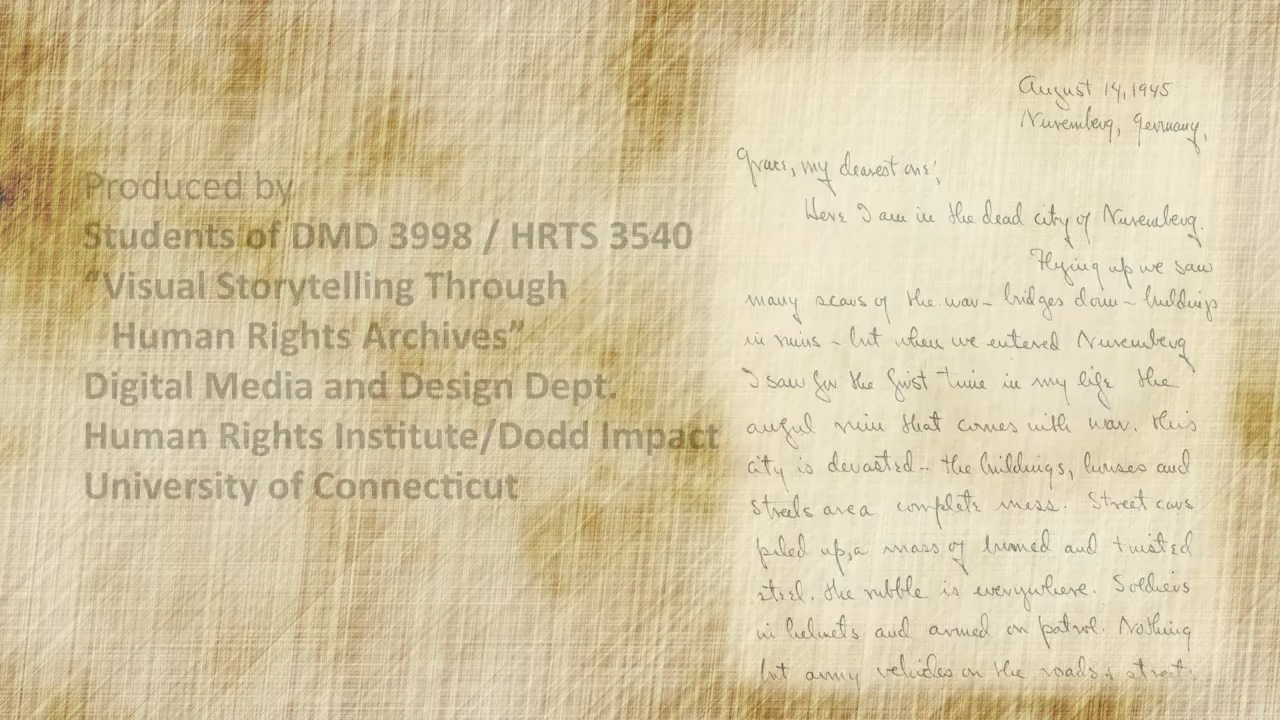 Produced by
Students of DMD 3998 / HRTS 3540
“Visual Storytelling Through
Human Rights Archives”
Digital Media and Design Dept.
Human Rights Institute/Dodd Impact
University of Connecticut
August 14, 1945
Nuremberg, Germany,
Grace, my dearest one;
Here I am in the dead city of Nuremberg.
Flying up we saw
many scars of the war - bridges down - buildings
in ruins - but when we entered Nuremberg
I saw for the first time in my life the
awful ruin that comes with war. This
city is devasted - the buildings, houses and
streets are a complete mess. Street cars
piled up, a mass of burned and twisted
steel. The rubble is everywhere. Soldiers
in helmets and armed on patrol. Nothing
but army vehicles on the roads & streets